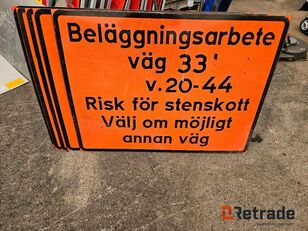 Beläggningsarbete
väg 33'
v.20-44
Risk för stenskott
Välj om möjligt
annan väg
Retrade